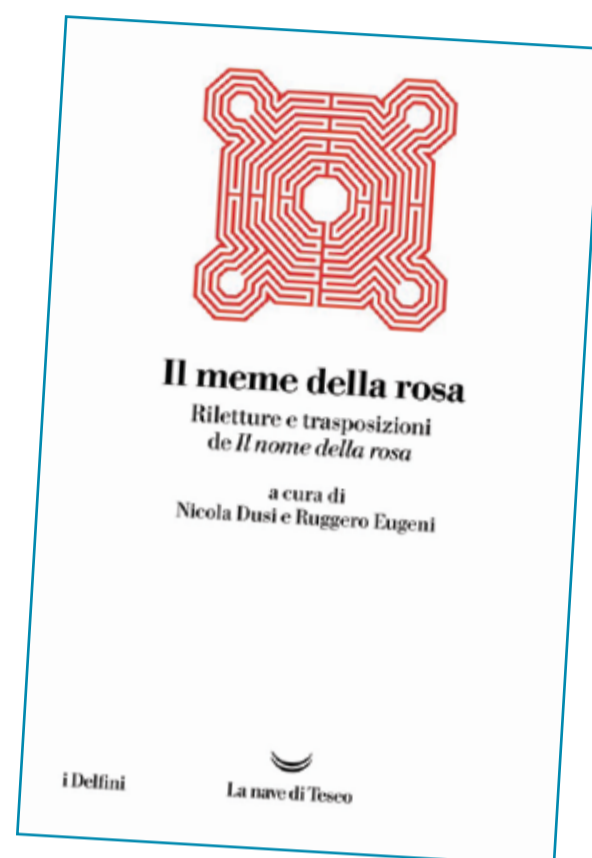 Il meme della rosa
Riletture e trasposizioni
de Il nome della rosa
a cura di
Nicola Dusi e Ruggero Eugeni
i Delfini
La nave di Teseo